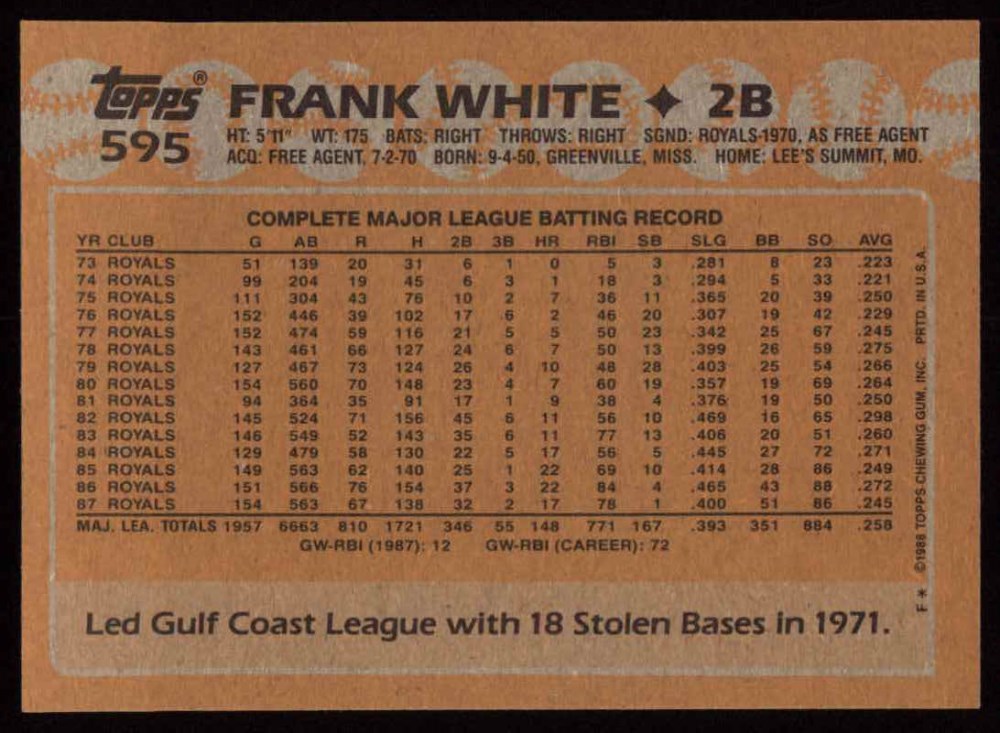 topps® FRANK WHITE ✦ 2B
595 HT: 5'11" WT: 175 BATS: RIGHT THROWS: RIGHT SGND: ROYALS-1970, AS FREE AGENT
ACQ: FREE AGENT, 7-2-70 BORN: 9-4-50, GREENVILLE, MISS. HOME: LEE'S SUMMIT, MO.
COMPLETE MAJOR LEAGUE BATTING RECORD
YR CLUB G AB R H 2B 3B HR RBI SB SLG BB SO AVG
73 ROYALS 51 139 20 31 6 1 0 5 3 .281 8 23 .223
74 ROYALS 99 204 19 45 6 3 1 18 3 .294 5 33 .221
75 ROYALS 111 304 43 76 10 2 7 36 11 .365 20 39 .250
76 ROYALS 152 446 39 102 17 6 2 46 20 .307 19 42 .229
77 ROYALS 152 474 59 116 21 5 5 50 23 .342 25 67 .245
78 ROYALS 143 461 66 127 24 6 7 50 13 .399 26 59 .275
79 ROYALS 127 467 73 124 26 4 10 48 28 .403 25 54 .266
80 ROYALS 154 560 70 148 23 4 7 60 19 .357 19 69 .264
81 ROYALS 94 364 35 91 17 1 9 38 4 .376 19 50 .250
82 ROYALS 145 524 71 156 45 6 11 56 10 .469 16 65 .298
83 ROYALS 146 549 52 143 35 6 11 77 13 .406 20 51 .260
84 ROYALS 129 479 58 130 22 5 17 56 5 .445 27 72 .271
85 ROYALS 149 563 62 140 25 1 22 69 10 .414 28 86 .249
86 ROYALS 151 566 76 154 37 3 22 84 4 .465 43 88 .272
87 ROYALS 154 563 67 138 32 2 17 78 1 .400 51 86 .245
MAJ. LEA. TOTALS 1957 6663 810 1721 346 55 148 771 167 .393 351 884 .258
GW-RBI (1987): 12 GW-RBI (CAREER): 72
Led Gulf Coast League with 18 Stolen Bases in 1971.
F* ©1988 TOPPS CHEWING GUM, INC. PRTD. IN U.S.A.